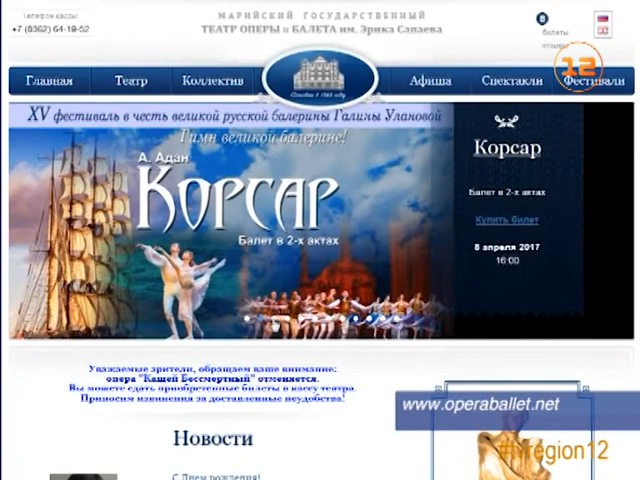 Телефон кассы:
+7 (8362) 64-19-52
МАРИЙСКИЙ ГОСУДАРСТВЕННЫЙ
ТЕАТР ОПЕРЫ и БАЛЕТА им. Эрика Сапаева
В
билеты
отзывы
12
Главная Театр Коллектив Афиша Спектакли Фестивали
XV фестиваль в честь великой русской балерины Галины Улановой
Гимн великой балерине!
А. Адан
КОРСАР
Балет в 2-х актах
Корсар
Балет в 2-х актах
Купить билет
8 апреля 2017
16:00
Уважаемые зрители, обращаем ваше внимание:
опера "Кащей Бессмертный" отменяется.
Вы можете сдать приобретенные билеты в кассу театра.
Приносим извинения за доставленные неудобства!
www.operaballet.net
Новости
С Днем рождения!
region12